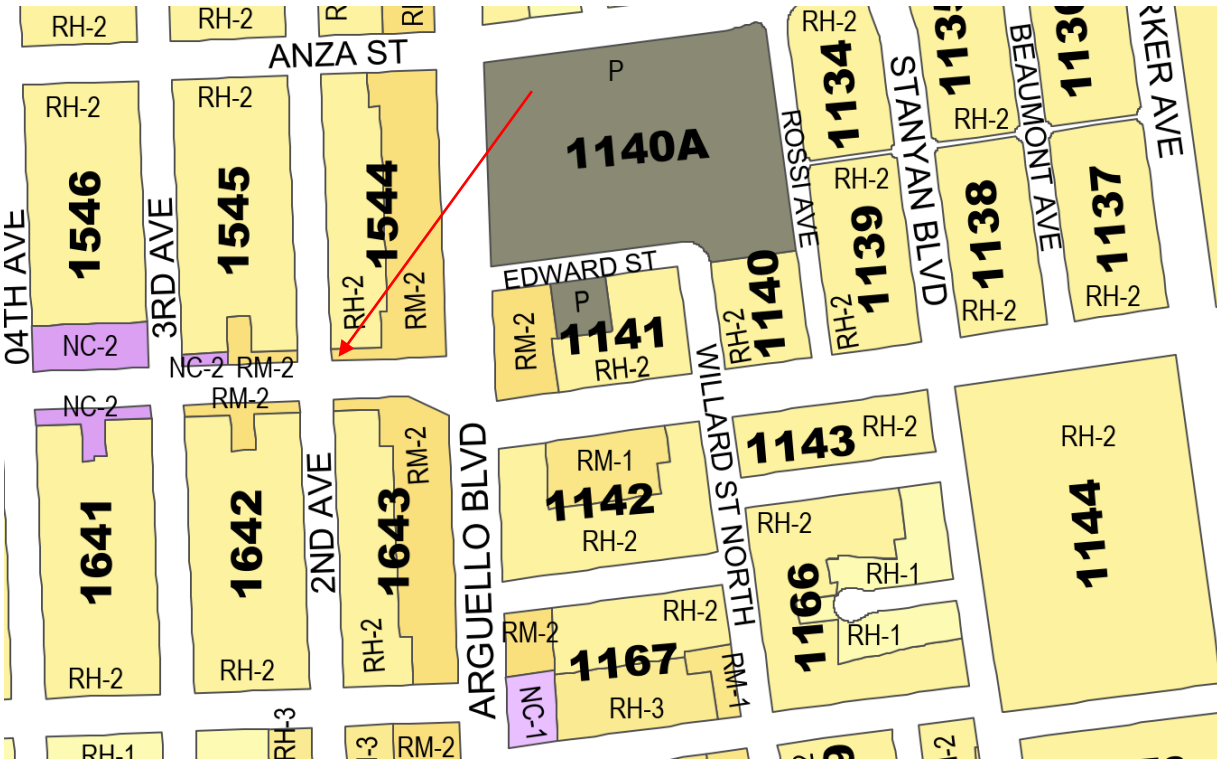 RH-2
RH-2
RH-2
ANZA ST
P
RH-2
RH-2
RH-2
RH-2
1134
1135
1136
STANYAN BLVD
BEAUMONT AVE
1546
1545
1544
1140A
ROSSI AVE
RH-2
1139
1138
1137
04TH AVE
3RD AVE
RH-2
RM-2
EDWARD ST
P
1140
RH-2
RH-2
RH-2
RH-2
NC-2
NC-2
RM-2
RM-2
1141
RH-2
NC-2
RM-2
WILLARD ST NORTH
1641
1642
2ND AVE
1643
RM-2
ARGUELLO BLVD
RM-1
1142
RH-2
1143
RH-2
RH-2
1144
RH-2
1166
RH-1
RH-1
RH-2
RH-2
RH-2
RM-2
RH-2
1167
RM-1
NC-1
RH-3
RH-1
RH-3
RM-2